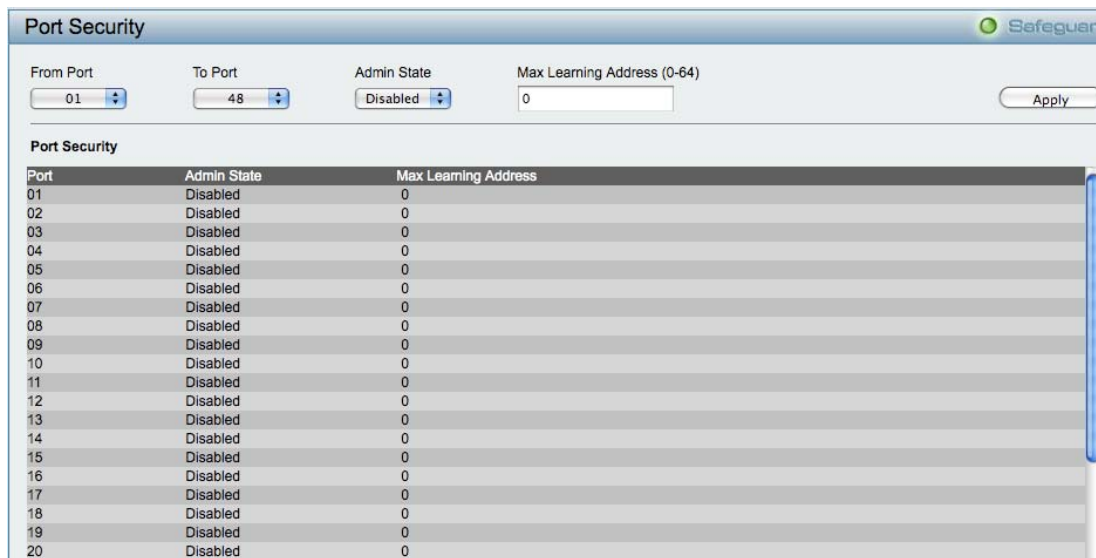 Port Security
Safeguar
From Port To Port Admin State Max Learning Address (0-64)
01 48 Disabled 0 Apply
Port Security
Port Admin State Max Learning Address
01 Disabled 0
02 Disabled 0
03 Disabled 0
04 Disabled 0
05 Disabled 0
06 Disabled 0
07 Disabled 0
08 Disabled 0
09 Disabled 0
10 Disabled 0
11 Disabled 0
12 Disabled 0
13 Disabled 0
14 Disabled 0
15 Disabled 0
16 Disabled 0
17 Disabled 0
18 Disabled 0
19 Disabled 0
20 Disabled 0